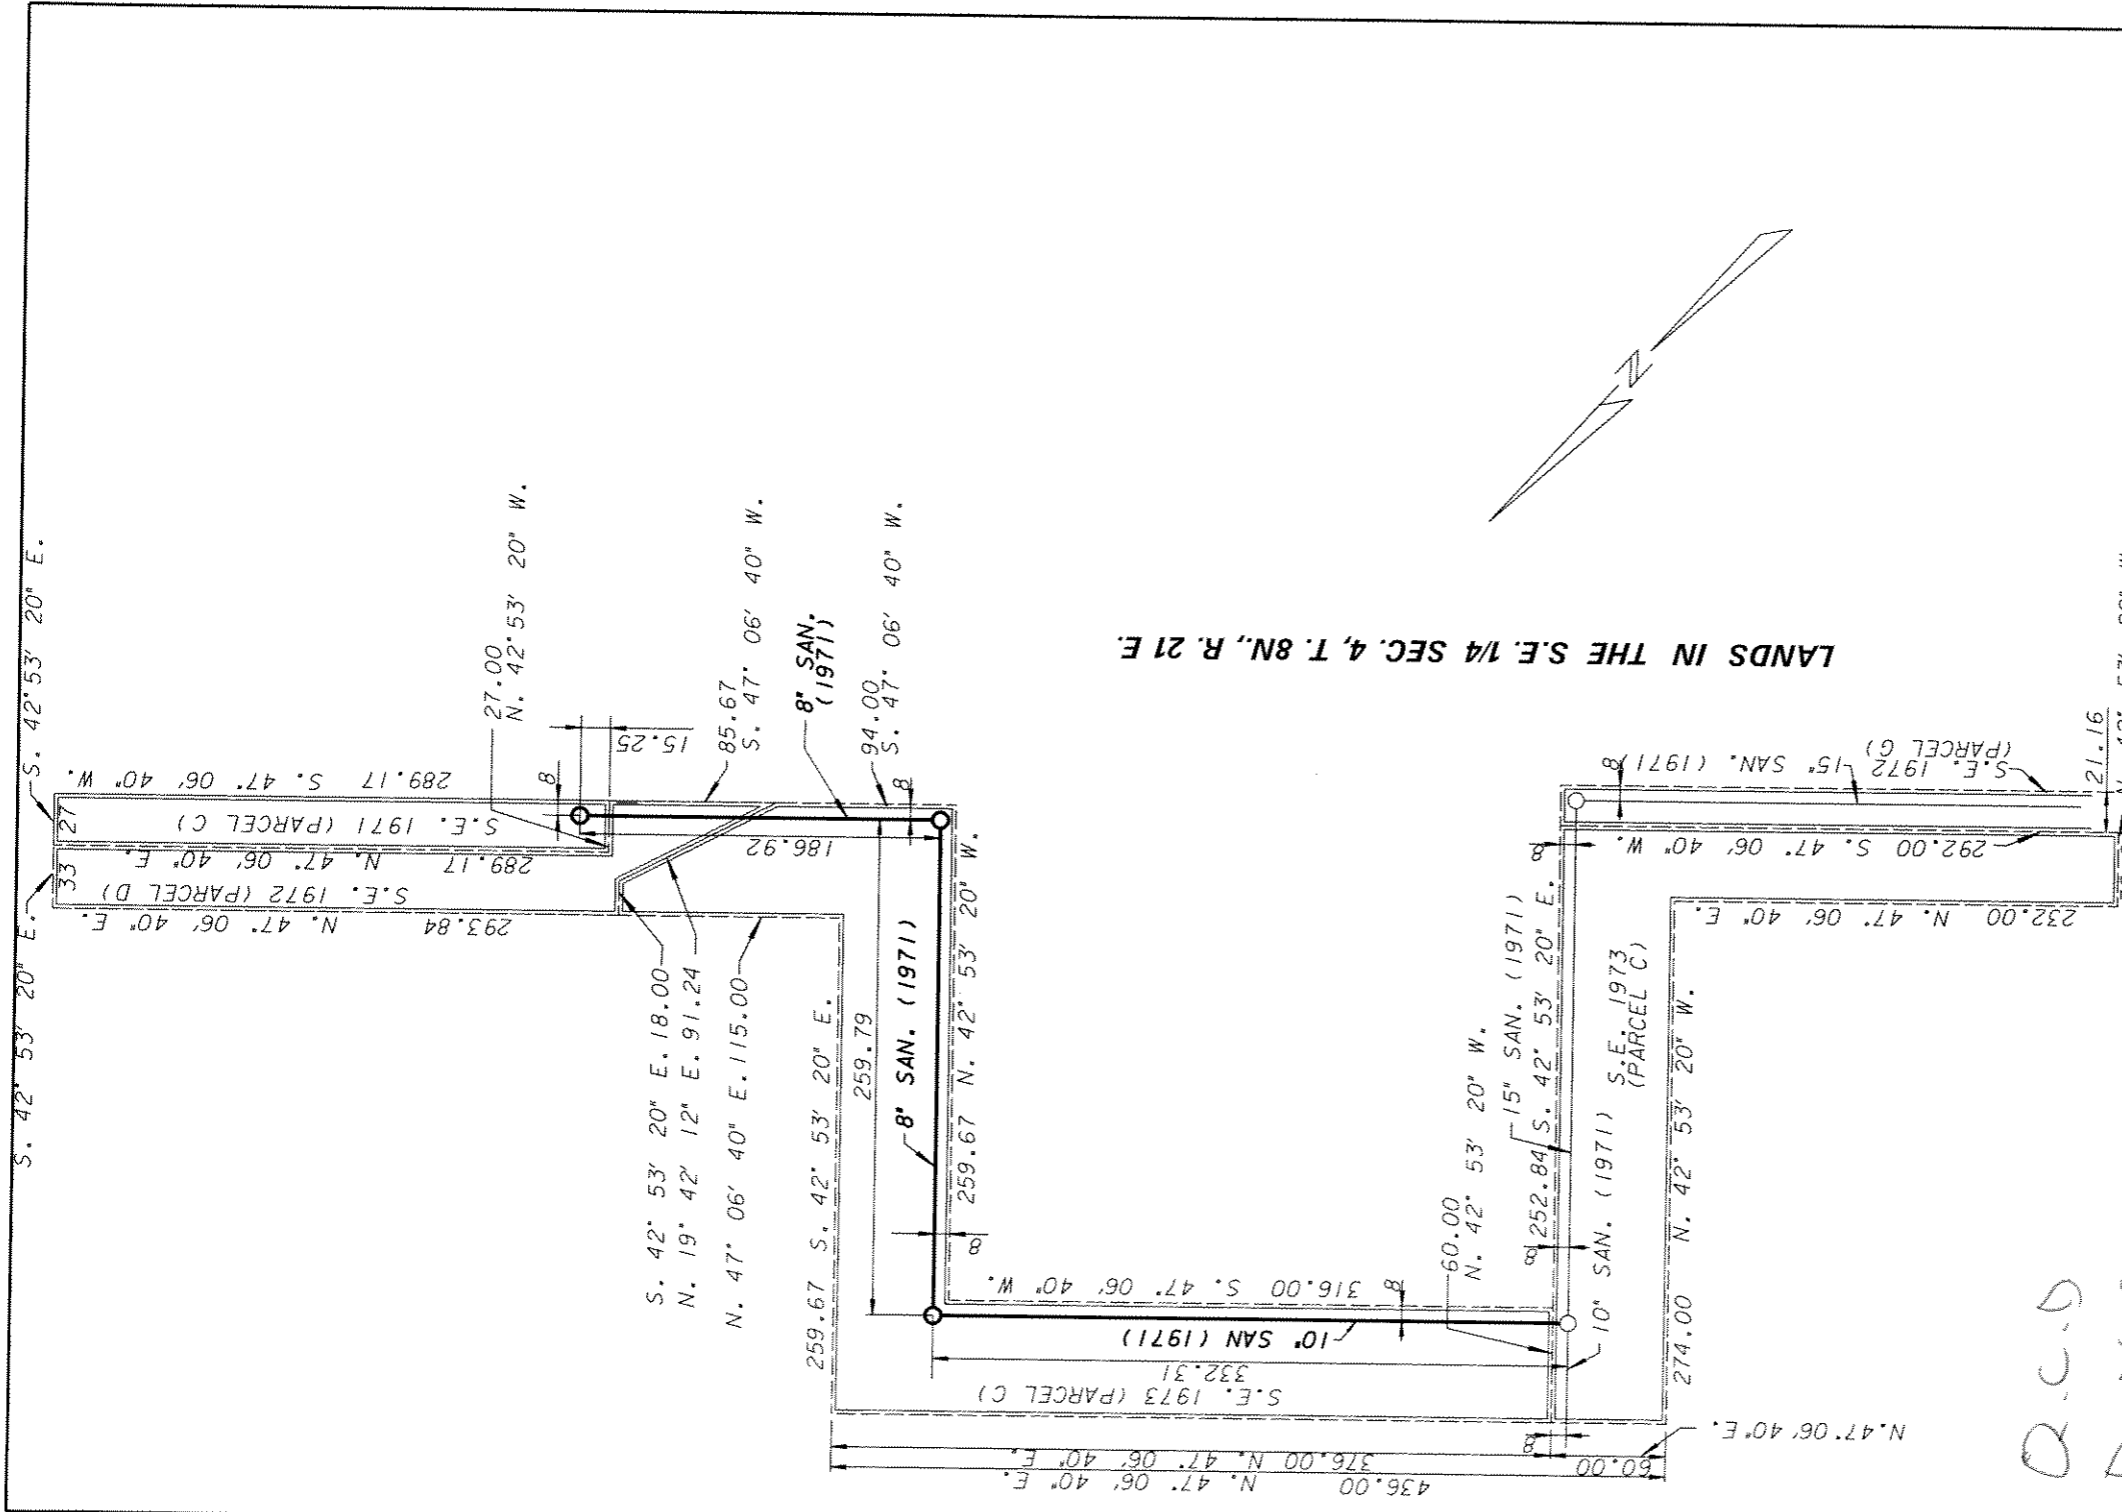 S. 42° 53' 20" E.
S. 42° 53' 20" E.
27
33
289.17 S. 47° 06' 40" W.
S.E. 1971 (PARCEL C)
289.17 N. 47° 06' 40" E.
S.E. 1972 (PARCEL D)
293.84 N. 47° 06' 40" E.
27.00
N. 42° 53' 20" W.
15.25
8
85.67
S. 47° 06' 40" W.
8" SAN.
(1971)
94.00
S. 47° 06' 40" W.
8
186.92
S. 42° 53' 20" E. 18.00
N. 19° 42' 12" E. 91.24
N. 47° 06' 40" E. 115.00
259.67 S. 42° 53' 20" E.
259.79
8" SAN. (1971)
259.67 N. 42° 53' 20" W.
8
316.00 S. 47° 06' 40" W.
8
10" SAN (1971)
332.31
S.E. 1973 (PARCEL C)
376.00 N. 47° 06' 40" E.
436.00 N. 47° 06' 40" E.
8
60.00
N. 47° 06' 40" E.
60.00
N. 42° 53' 20" W.
15" SAN. (1971)
8
252.84 S. 42° 53' 20" E.
8
10" SAN. (1971)
S.E. 1973
(PARCEL C)
274.00 N. 42° 53' 20" W.
LANDS IN THE S.E. 1/4 SEC. 4, T. 8N., R. 21 E.
N
S.E. 1972
(PARCEL G)
15" SAN. (1971)
8
292.00 S. 47° 06' 40" W.
232.00 N. 47° 06' 40" E.
21.16